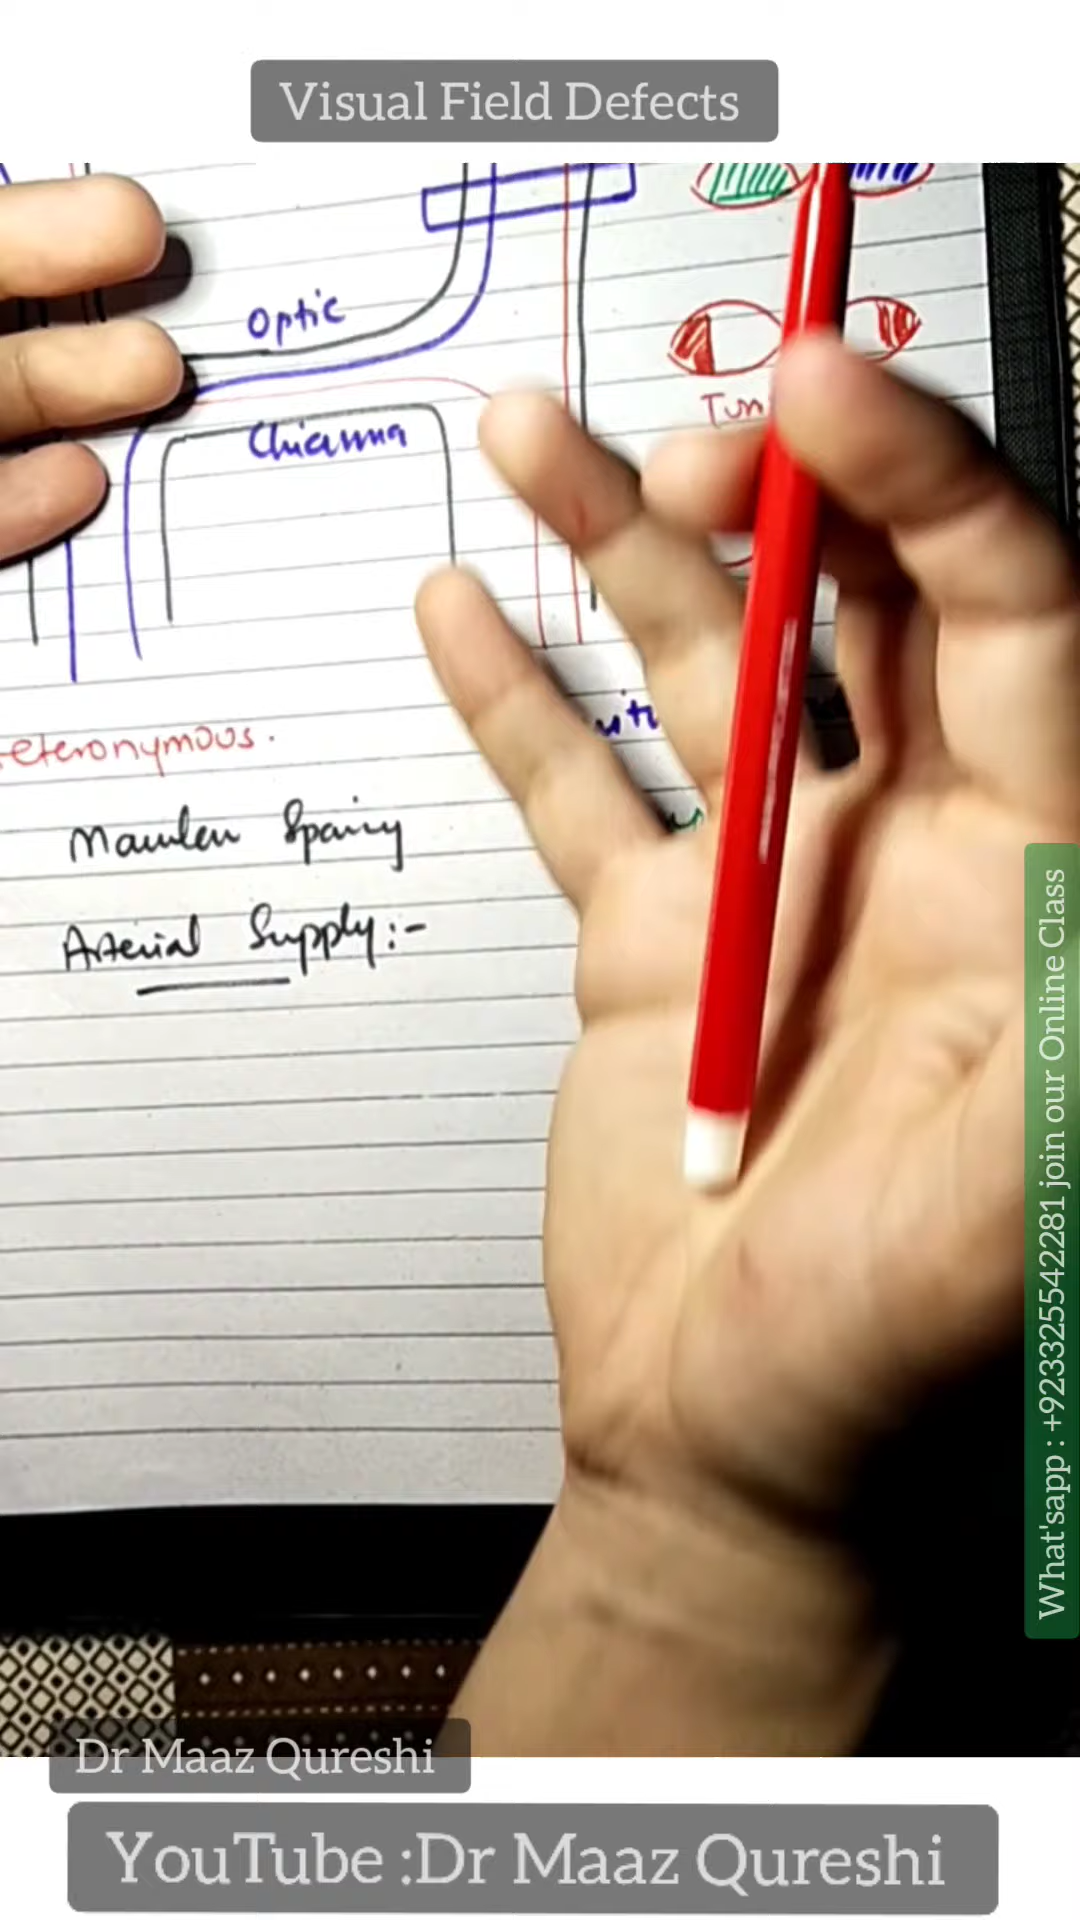 Visual Field Defects
Optic
Chiasma
Tun
eteronymous.
Macular Sparing
Arterial Supply:-
What'sapp : +923325542281 join our Online Class
Dr Maaz Qureshi
YouTube :Dr Maaz Qureshi